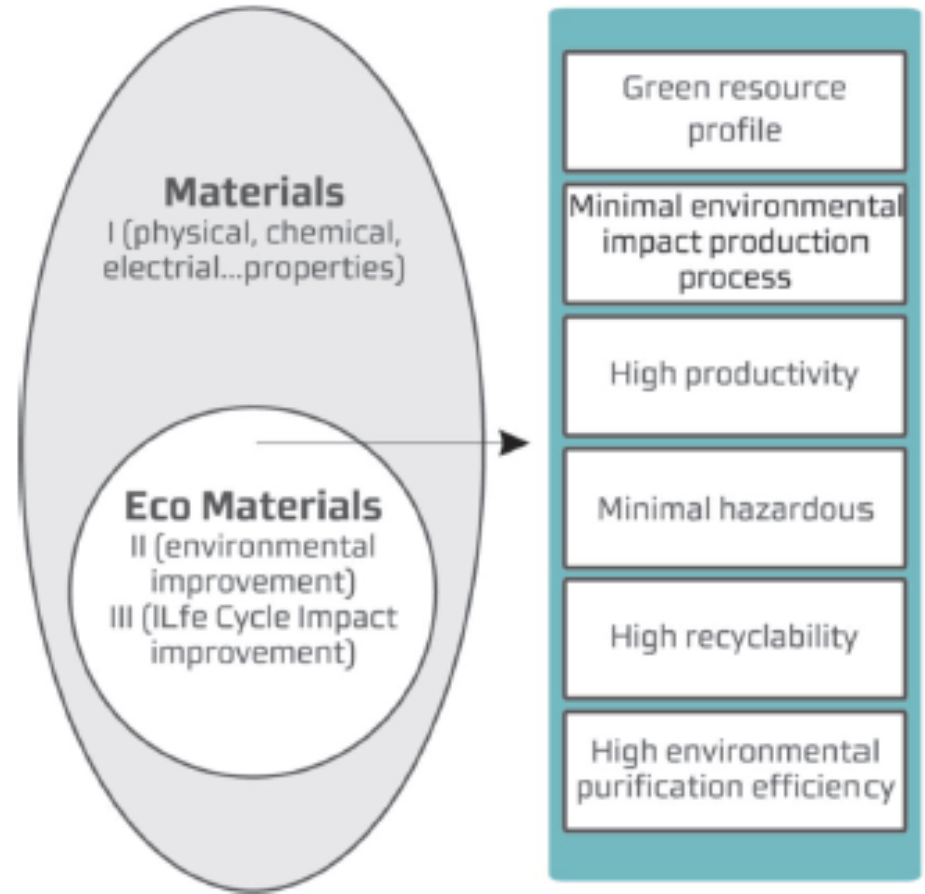 Materials
I (physical, chemical,
electrial...properties)
Eco Materials
II (environmental
improvement)
III (ILfe Cycle Impact
improvement)
Green resource
profile
Minimal environmental
impact production
process
High productivity
Minimal hazardous
High recyclability
High environmental
purification efficiency